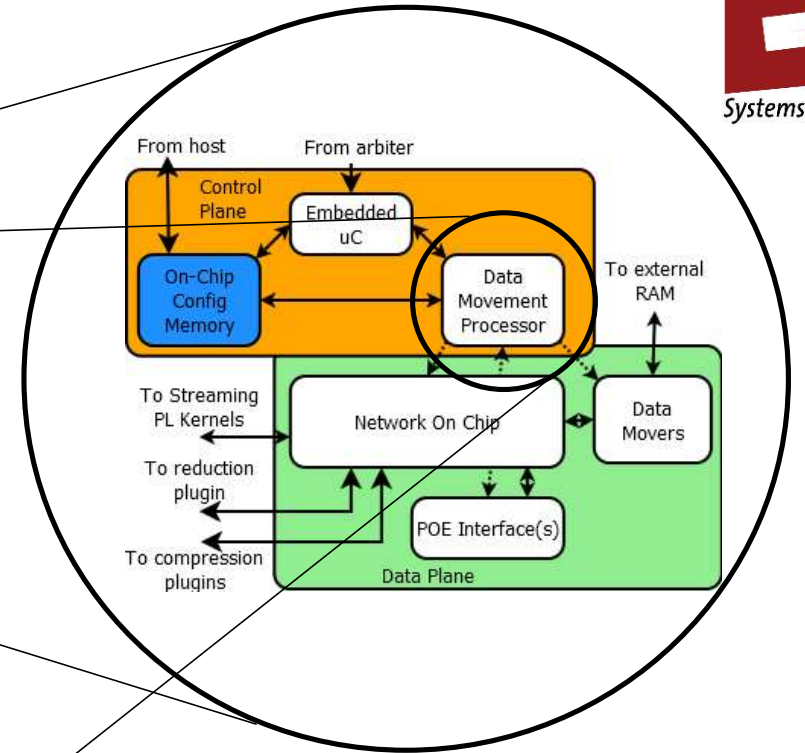 Systems
From host
From arbiter
Control
Plane
Embedded
uC
On-Chip
Config
Memory
Data
Movement
Processor
To external
RAM
To Streaming
PL Kernels
Network On Chip
Data
Movers
To reduction
plugin
POE Interface(s)
To compression
plugins
Data Plane